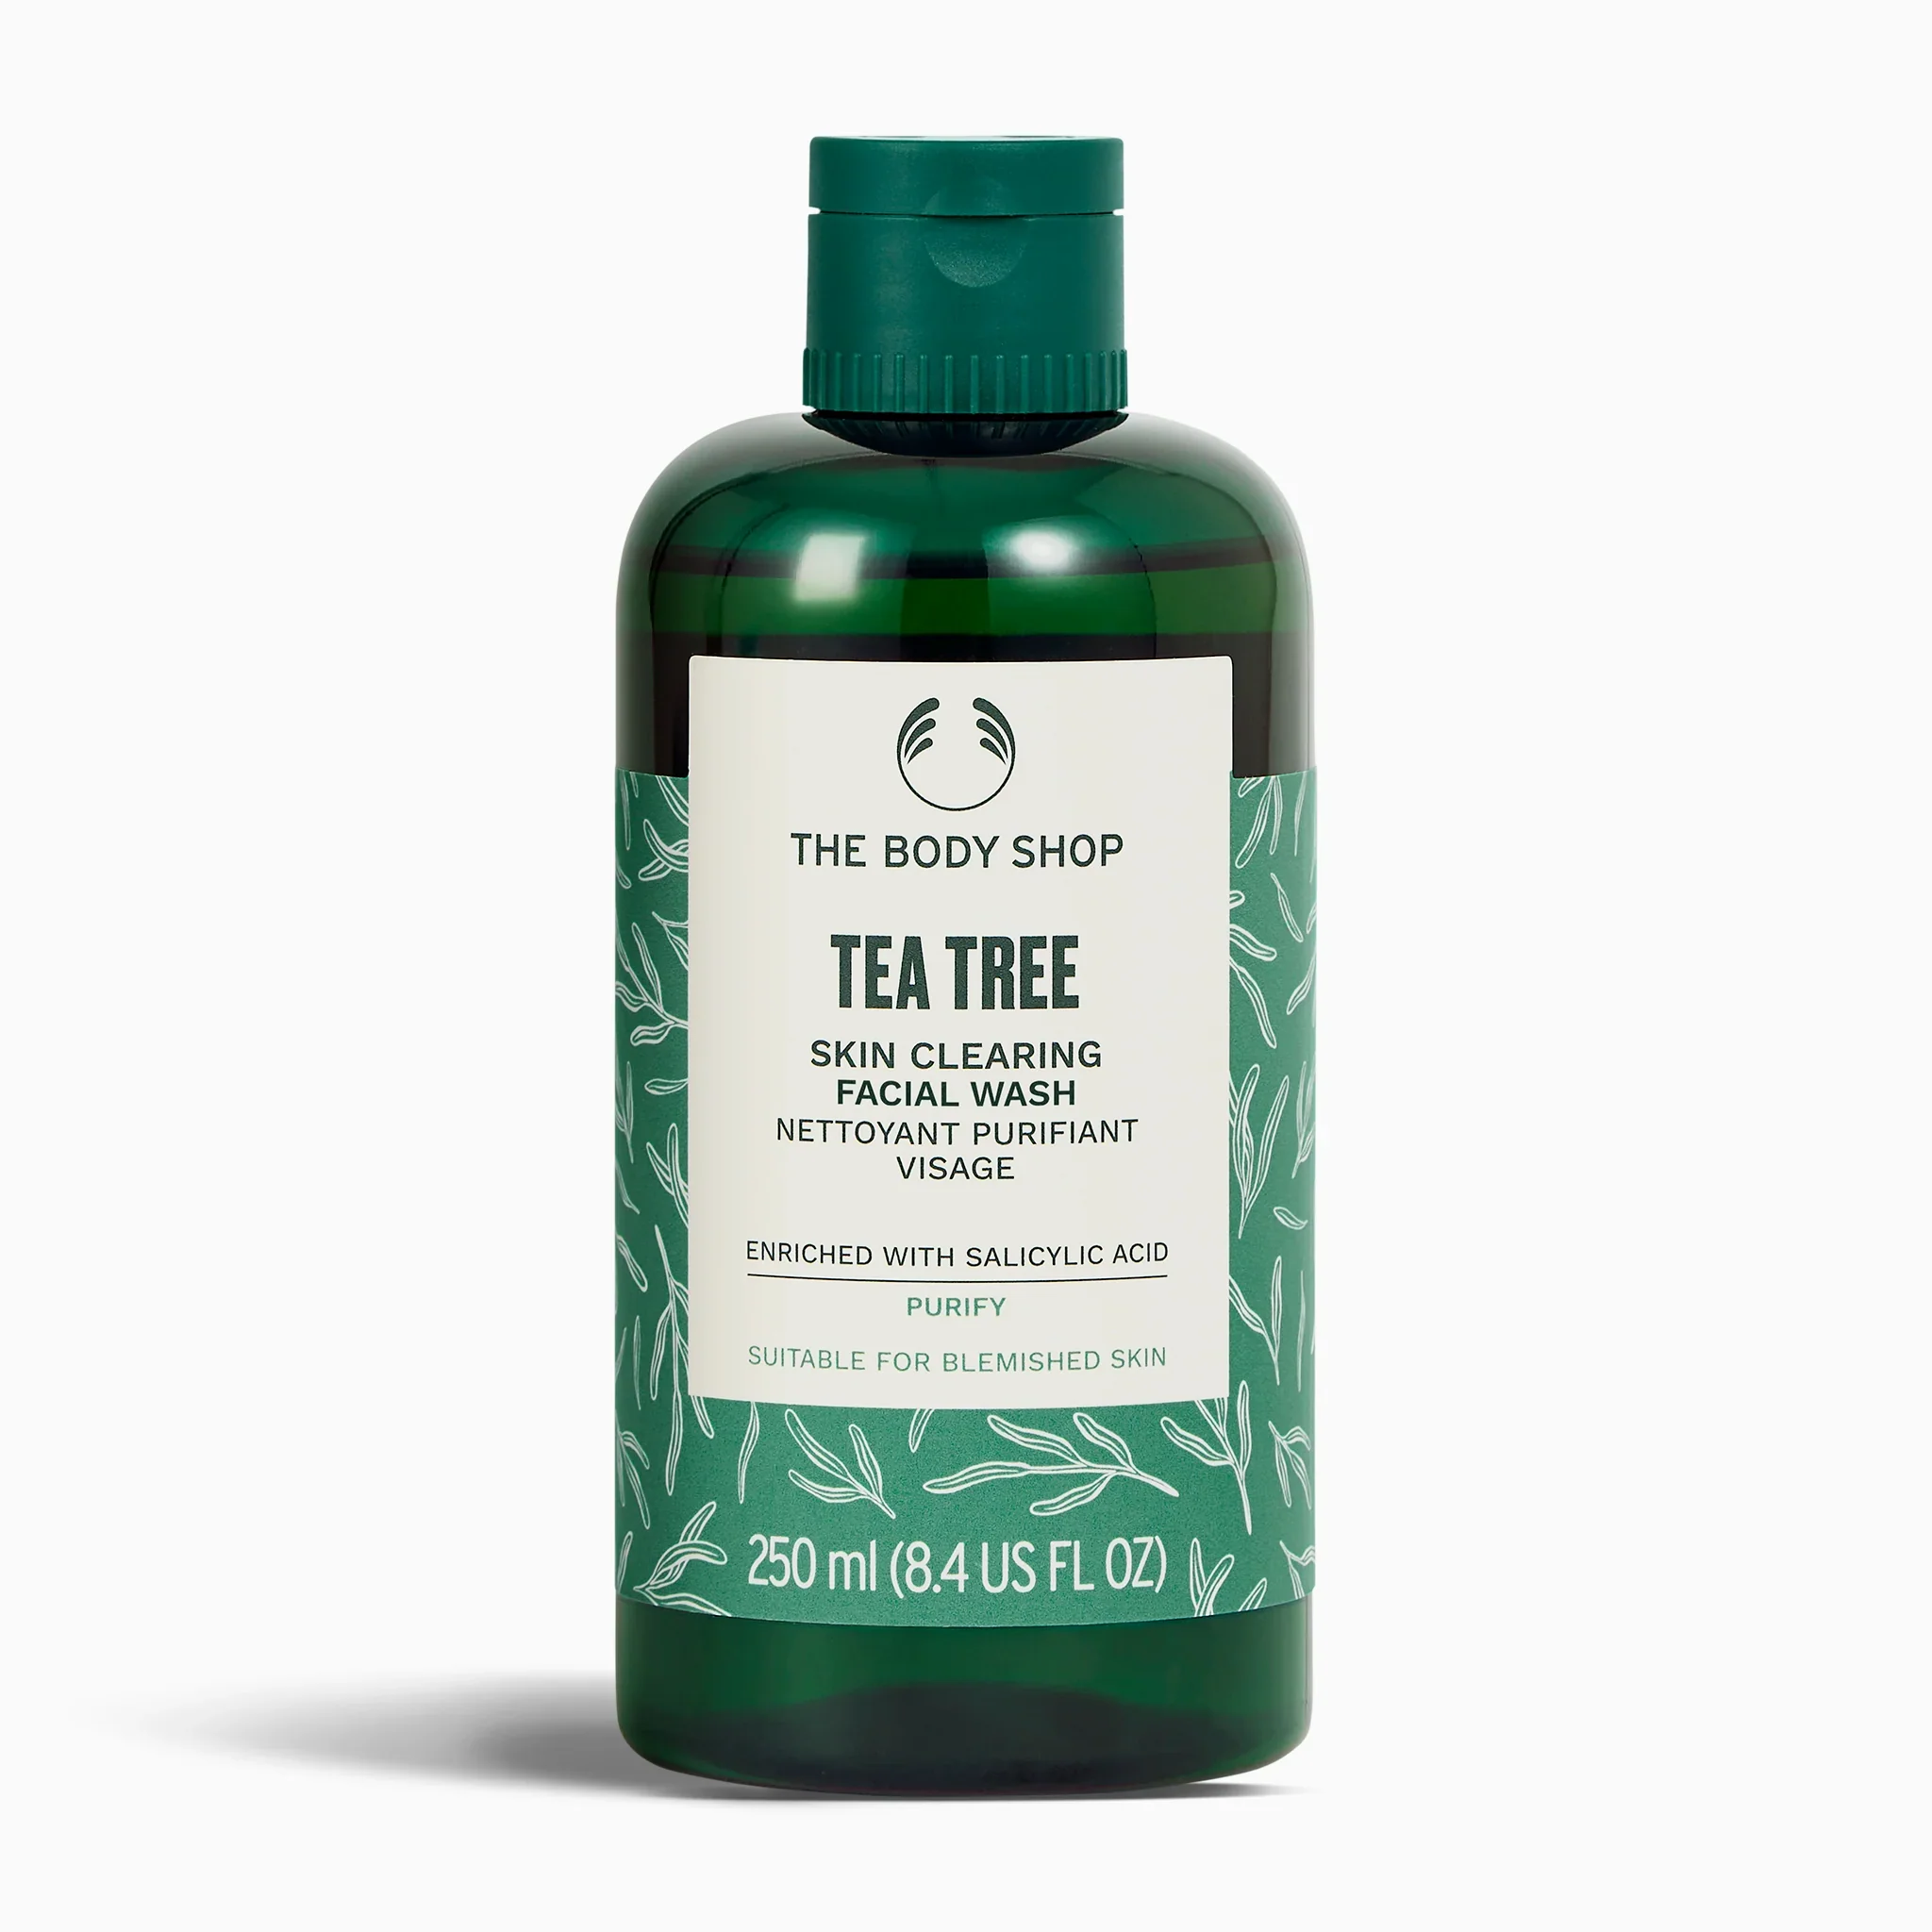 THE BODY SHOP
TEA TREE
SKIN CLEARING
FACIAL WASH
NETTOYANT PURIFIANT
VISAGE
ENRICHED WITH SALICYLIC ACID
PURIFY
SUITABLE FOR BLEMISHED SKIN
250 ml (8.4 US FL OZ)